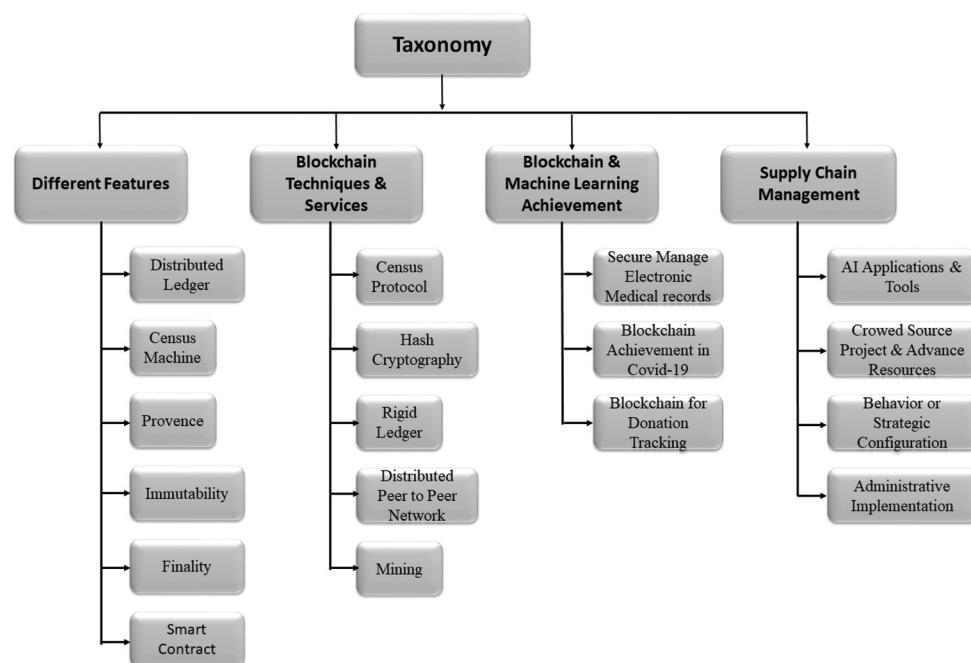 Taxonomy
Different Features
Blockchain
Techniques &
Services
Blockchain &
Machine Learning
Achievement
Supply Chain
Management
Distributed
Ledger
Census
Machine
Provence
Immutability
Finality
Smart
Contract
Census
Protocol
Hash
Cryptography
Rigid
Ledger
Distributed
Peer to Peer
Network
Mining
Secure Manage
Electronic
Medical records
Blockchain
Achievement in
Covid-19
Blockchain for
Donation
Tracking
AI Applications &
Tools
Crowed Source
Project & Advance
Resources
Behavior or
Strategic
Configuration
Administrative
Implementation